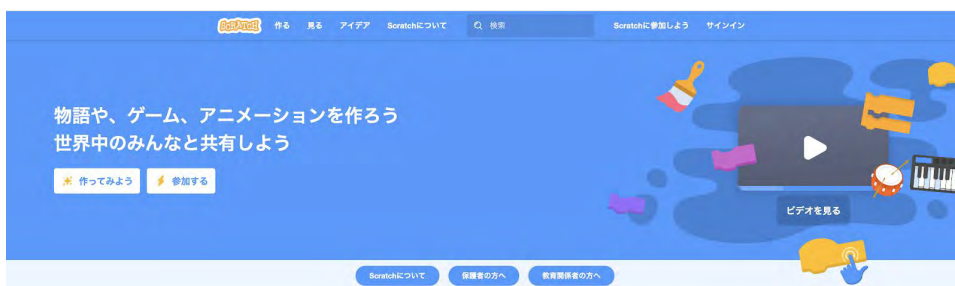 SCRATCH 作る 見る アイデア Scratchについて 検索 Scratchに参加しよう サインイン
物語や、ゲーム、アニメーションを作ろう
世界中のみんなと共有しよう
作ってみよう 参加する
ビデオを見る
Scratchについて 保護者の方へ 教育関係者の方へ